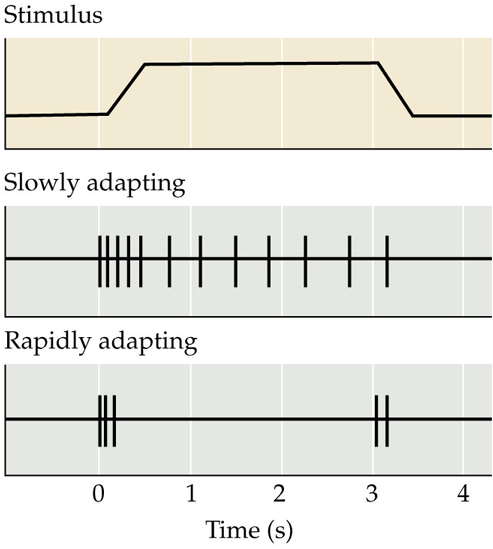 Stimulus
Slowly adapting
Rapidly adapting
0 1 2 3 4
Time (s)